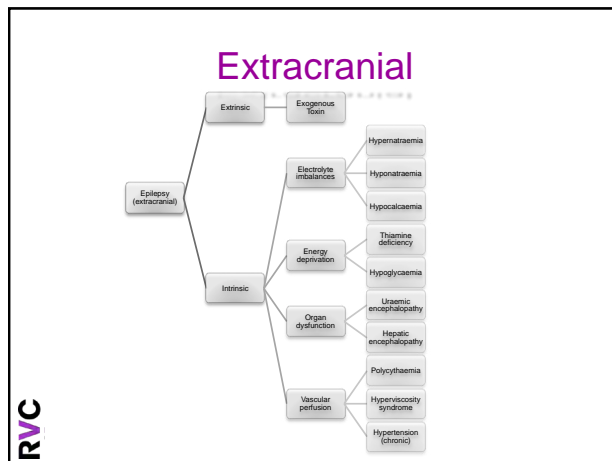 Extracranial
Extrinsic
Exogenous
Toxin
Epilepsy
(extracranial)
Intrinsic
Electrolyte
imbalances
Hypernatraemia
Hyponatraemia
Hypocalcaemia
Energy
deprivation
Thiamine
deficiency
Hypoglycaemia
Organ
dysfunction
Uraemic
encephalopathy
Hepatic
encephalopathy
Vascular
perfusion
Polycythaemia
Hyperviscosity
syndrome
Hypertension
(chronic)
RVC